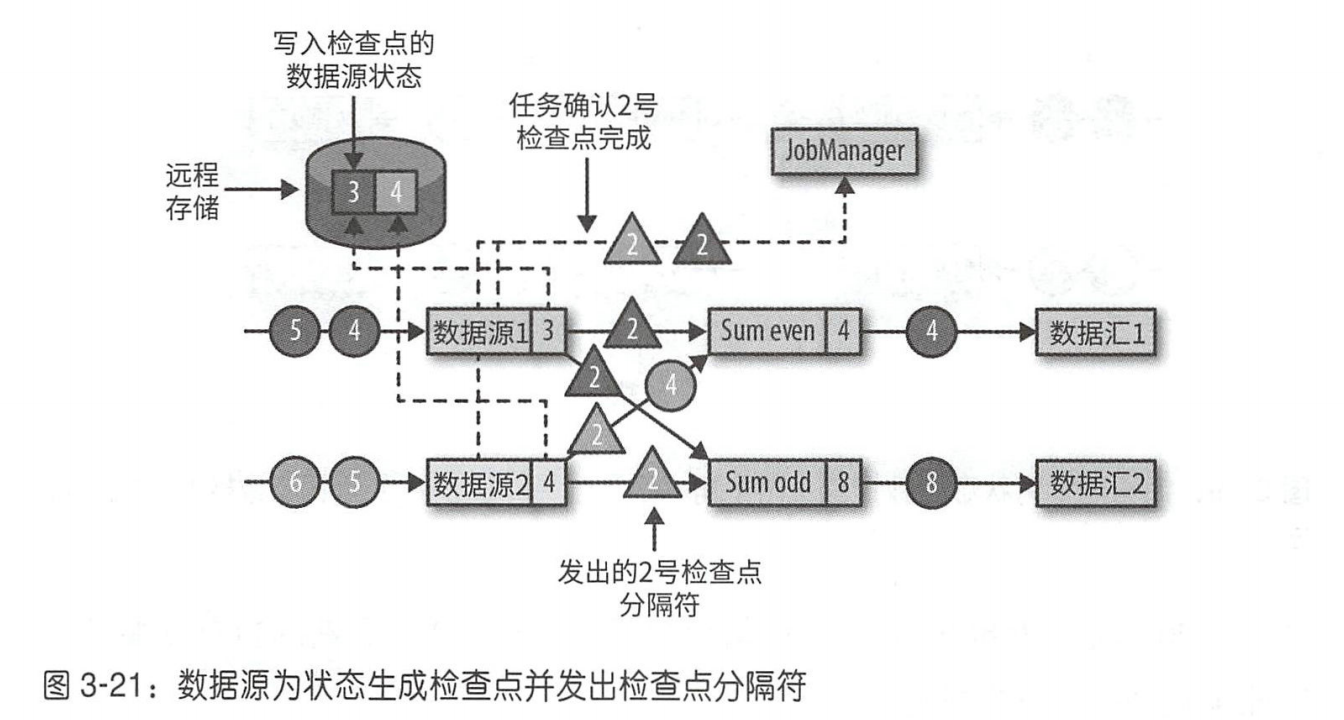 写入检查点的
数据源状态
任务确认2号
检查点完成
JobManager
远程
存储
3 4
2 2
5 4 数据源1 3 2 Sum even 4 4 数据汇1
2 4
2
6 5 数据源2 4 2 Sum odd 8 8 数据汇2
发出的2号检查点
分隔符
图 3-21：数据源为状态生成检查点并发出检查点分隔符